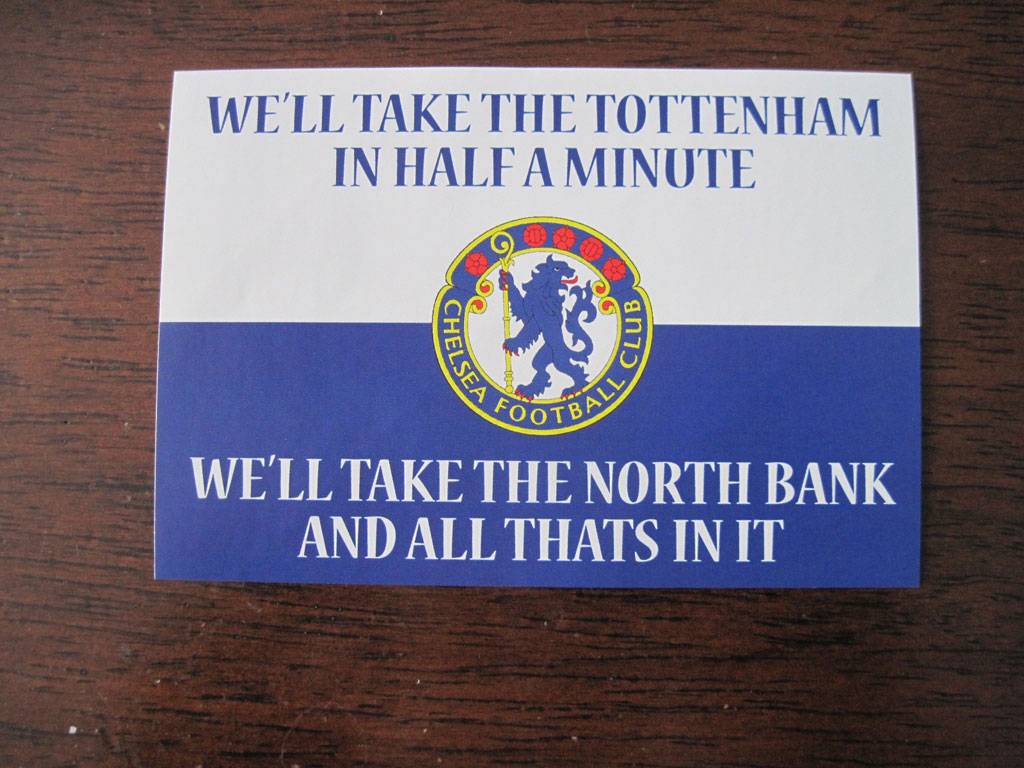 WE'LL TAKE THE TOTTENHAM
IN HALF A MINUTE
CHELSEA FOOTBALL CLUB
WE'LL TAKE THE NORTH BANK
AND ALL THATS IN IT